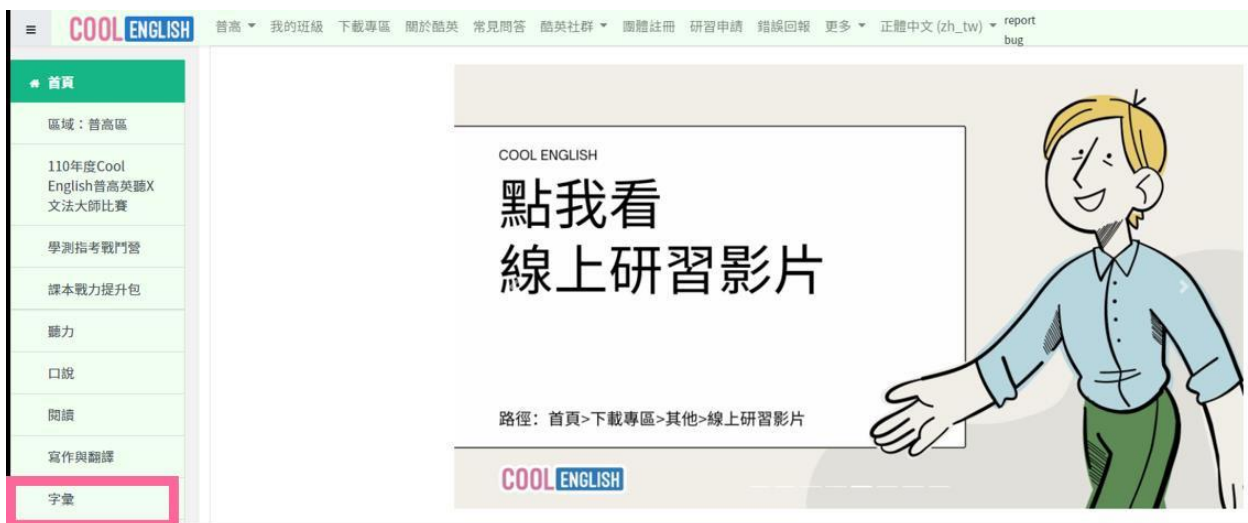 COOL ENGLISH 普高 我的班級 下載專區 關於酷英 常見問答 酷英社群 團體註冊 研習申請 錯誤回報 更多 正體中文 (zh_tw) report
bug
首頁
區域：普高區
110年度Cool
English普高英聽X
文法大師比賽
學測指考戰鬥營
課本戰力提升包
聽力
口說
閱讀
寫作與翻譯
字彙
COOL ENGLISH
點我看
線上研習影片
路徑：首頁>下載專區>其他>線上研習影片
COOL ENGLISH